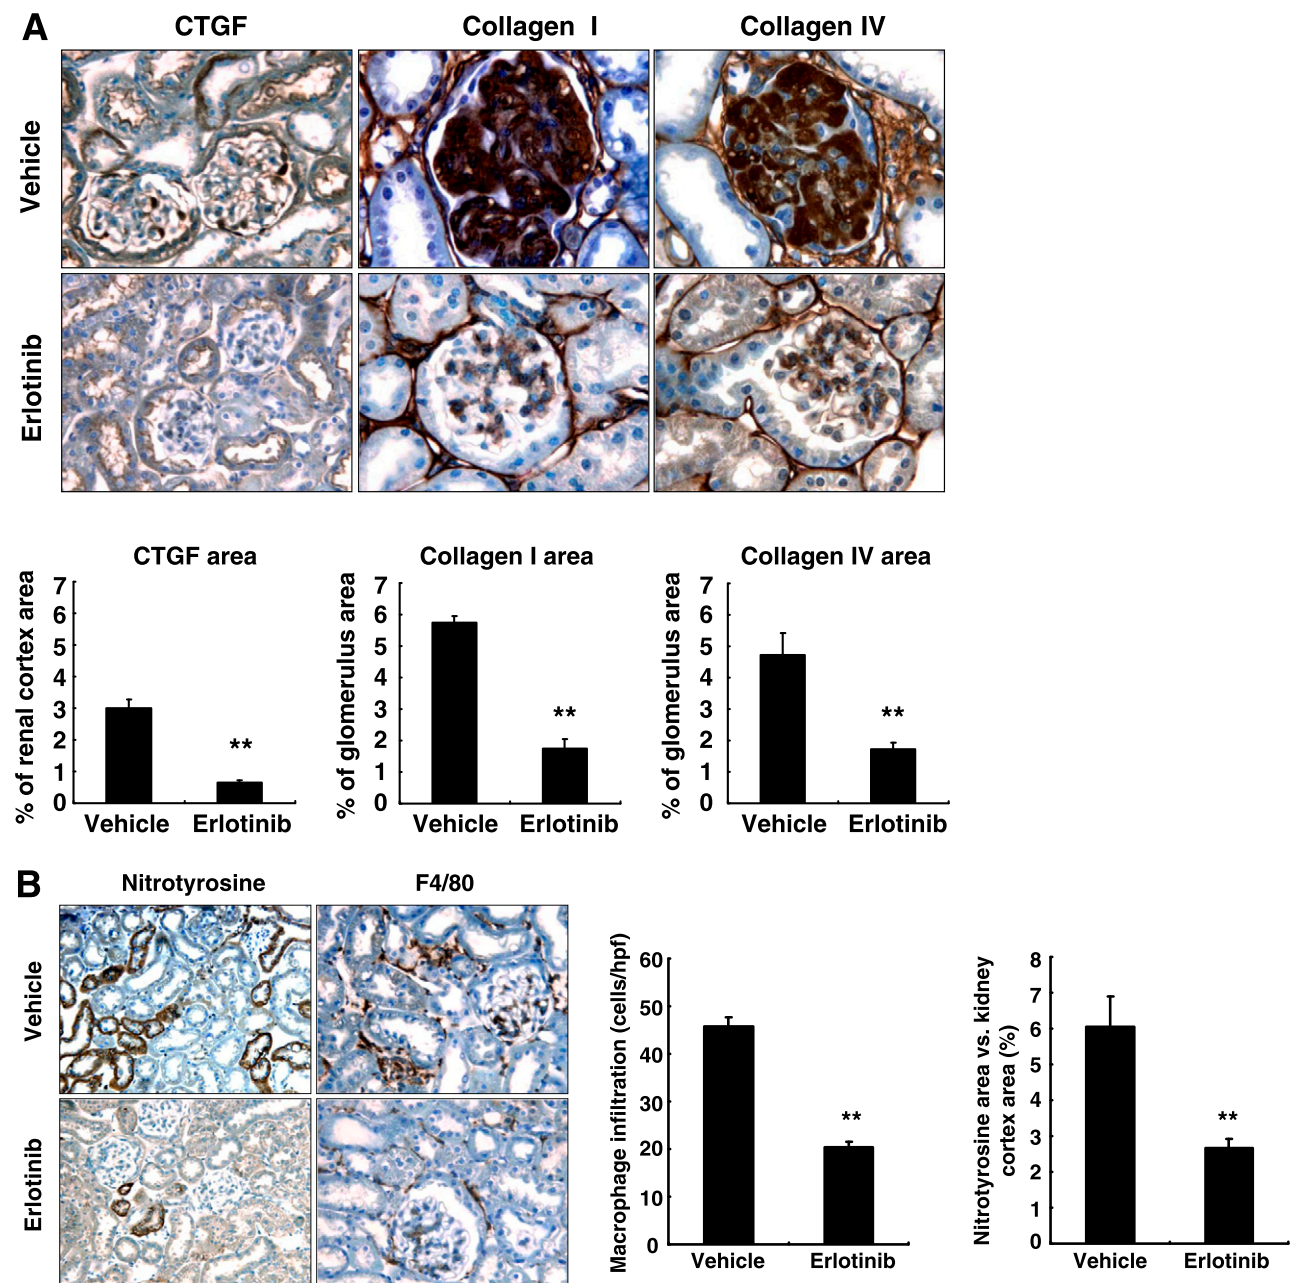 A
CTGF
Collagen I
Collagen IV
Vehicle
Erlotinib
CTGF area
% of renal cortex area
7
6
5
4
3
2
1
0
**
Vehicle
Erlotinib
Collagen I area
% of glomerulus area
7
6
5
4
3
2
1
0
**
Vehicle
Erlotinib
Collagen IV area
% of glomerulus area
7
6
5
4
3
2
1
0
**
Vehicle
Erlotinib
B
Nitrotyrosine
F4/80
Vehicle
Erlotinib
Macrophage infiltration (cells/hpf)
60
50
40
30
20
10
0
**
Vehicle
Erlotinib
Nitrotyrosine area vs. kidney
cortex area (%)
8
7
6
5
4
3
2
1
0
**
Vehicle
Erlotinib